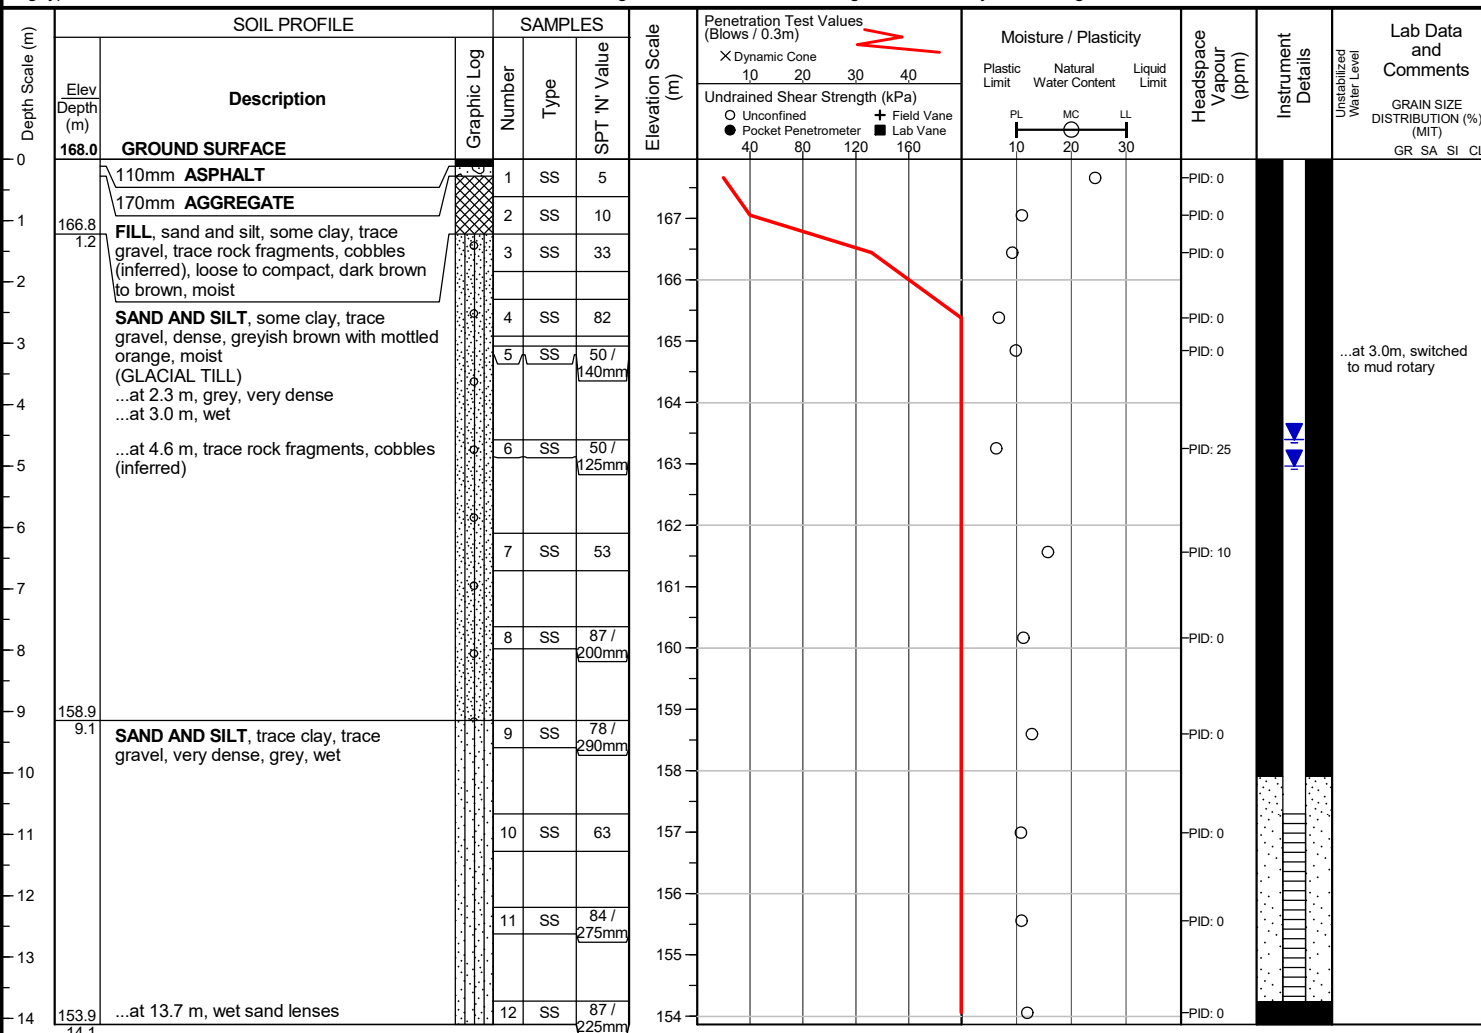 SOIL PROFILE
SAMPLES
Penetration Test Values
(Blows / 0.3m)
Dynamic Cone
10 20 30 40
Undrained Shear Strength (kPa)
Unconfined
Field Vane
Pocket Penetrometer
Lab Vane
40 80 120 160
Moisture / Plasticity
Plastic Limit
Natural Water Content
Liquid Limit
PL MC LL
10 20 30
Headspace Vapour (ppm)
Instrument Details
Unstabilized Water Level
Lab Data
and
Comments
GRAIN SIZE
DISTRIBUTION (%)
(MIT)
GR SA SI CL
Depth Scale (m)
Elev
Depth
(m)
Description
Graphic Log
Number
Type
SPT 'N' Value
Elevation Scale (m)
168.0 GROUND SURFACE
0
110mm ASPHALT
1 SS 5
PID: 0
170mm AGGREGATE
2 SS 10
167
PID: 0
1
166.8
1.2
FILL, sand and silt, some clay, trace
gravel, trace rock fragments, cobbles
(inferred), loose to compact, dark brown
to brown, moist
3 SS 33
PID: 0
166
2
SAND AND SILT, some clay, trace
gravel, dense, greyish brown with mottled
orange, moist
(GLACIAL TILL)
...at 2.3 m, grey, very dense
...at 3.0 m, wet
4 SS 82
PID: 0
165
3
5 SS 50 /
140mm
PID: 0
...at 3.0m, switched
to mud rotary
164
4
...at 4.6 m, trace rock fragments, cobbles
(inferred)
6 SS 50 /
125mm
PID: 25
163
5
162
6
7 SS 53
PID: 10
161
7
8 SS 87 /
200mm
PID: 0
160
8
159
9
158.9
9.1
SAND AND SILT, trace clay, trace
gravel, very dense, grey, wet
9 SS 78 /
290mm
PID: 0
158
10
10 SS 63
157
PID: 0
11
156
12
11 SS 84 /
275mm
PID: 0
155
13
...at 13.7 m, wet sand lenses
12 SS 87 /
225mm
154
PID: 0
14
153.9
14.1